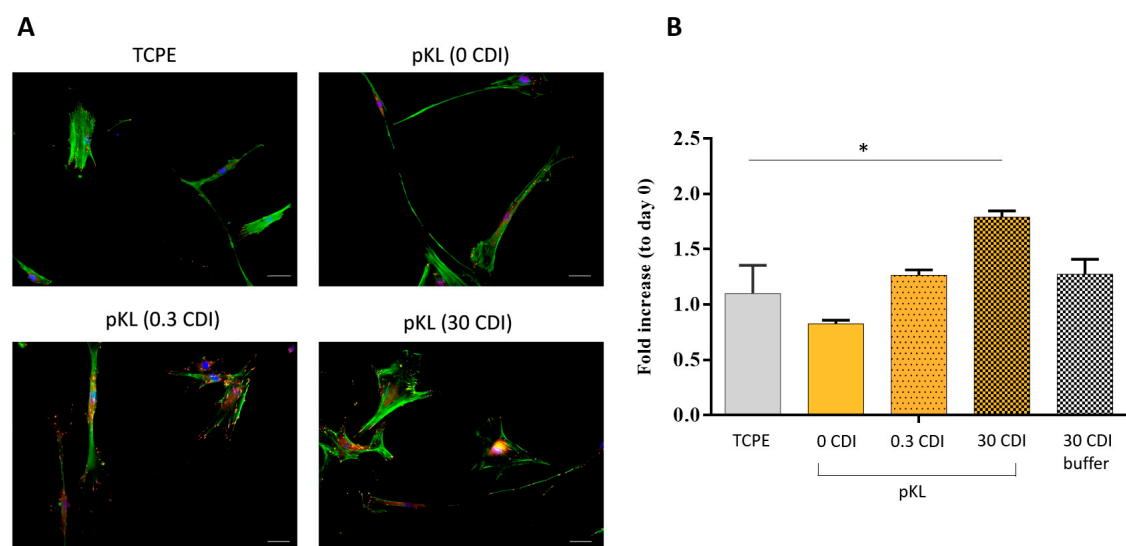 A
TCPE
pKL (0 CDI)
pKL (0.3 CDI)
pKL (30 CDI)
B
Fold increase (to day 0)
2.5
2.0
1.5
1.0
0.5
0.0
*
TCPE
0 CDI
0.3 CDI
30 CDI
30 CDI
buffer
pKL